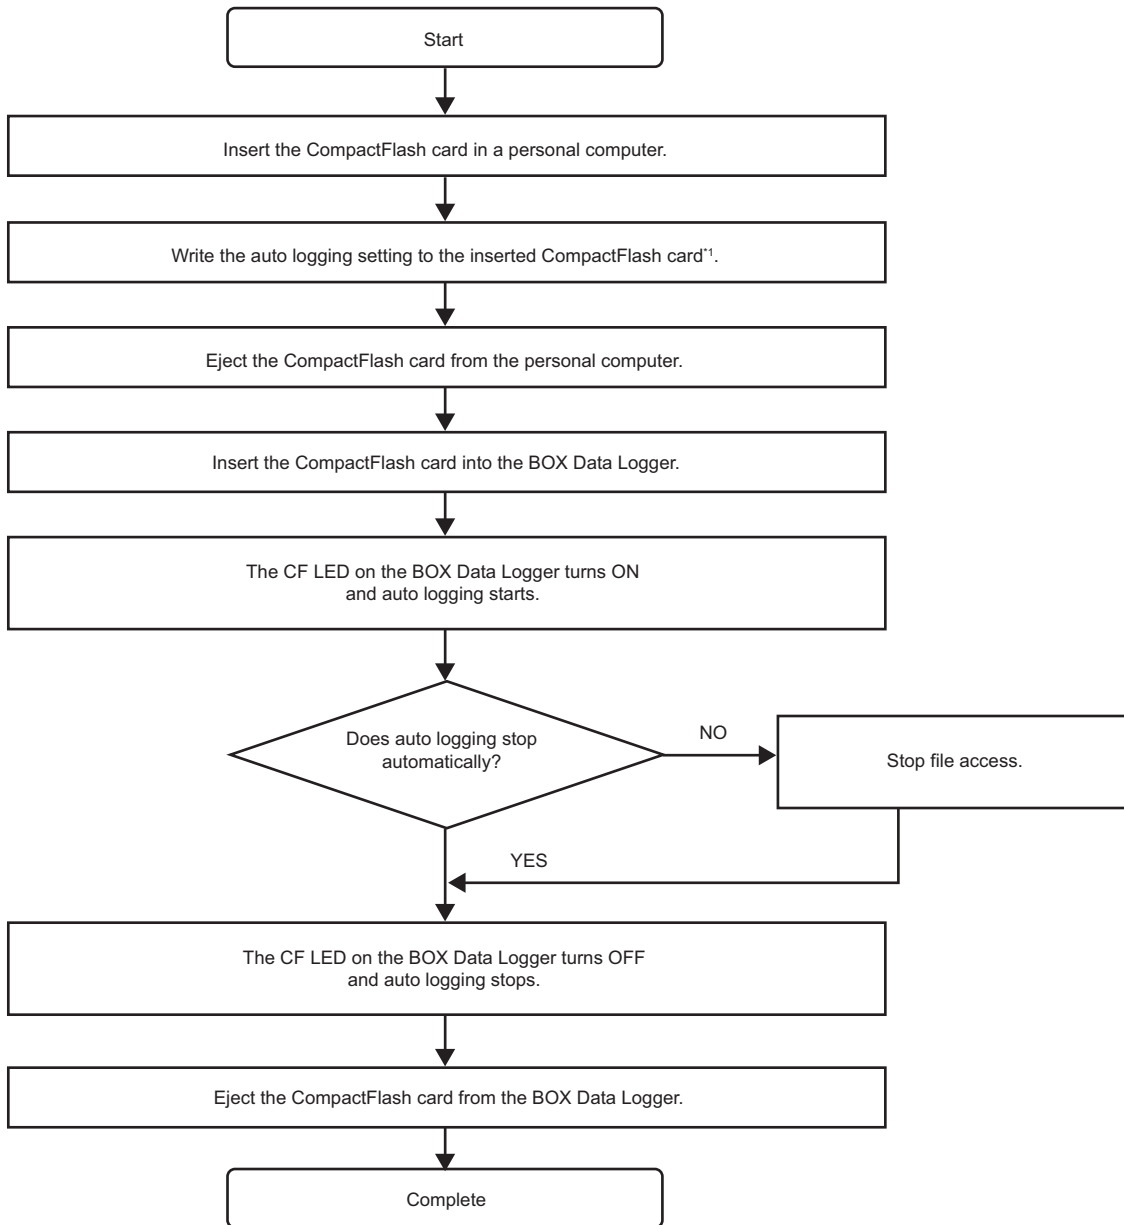 Start
Insert the CompactFlash card in a personal computer.
Write the auto logging setting to the inserted CompactFlash card*1.
Eject the CompactFlash card from the personal computer.
Insert the CompactFlash card into the BOX Data Logger.
The CF LED on the BOX Data Logger turns ON
and auto logging starts.
Does auto logging stop
automatically?
NO
Stop file access.
YES
The CF LED on the BOX Data Logger turns OFF
and auto logging stops.
Eject the CompactFlash card from the BOX Data Logger.
Complete